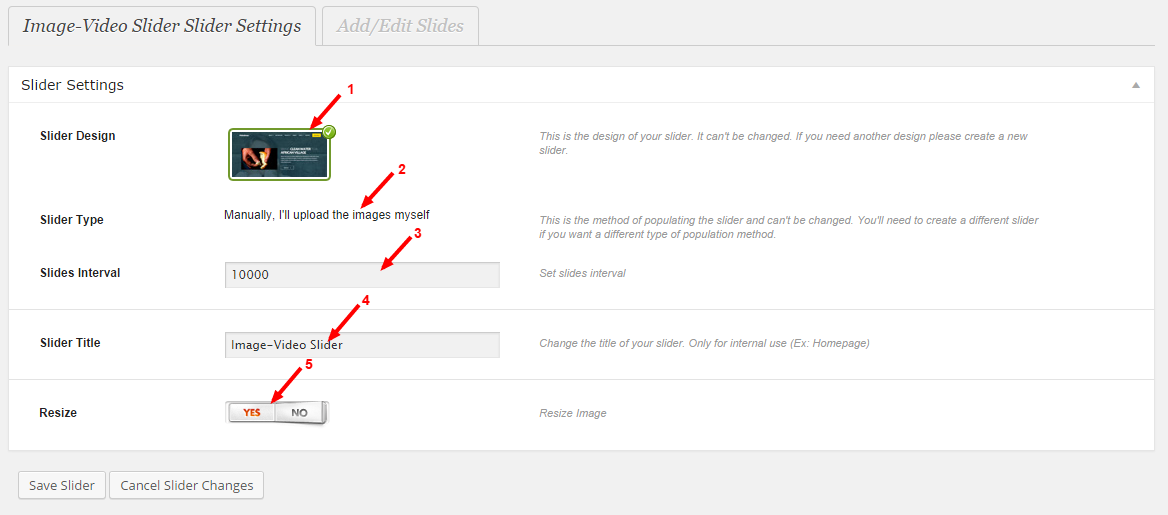 Image-Video Slider Slider Settings
Add/Edit Slides
Slider Settings
1
Slider Design
CLEAN WATER
AFRICAN VILLAGE
This is the design of your slider. It can't be changed. If you need another design please create a new
slider.
2
Slider Type
Manually, I'll upload the images myself
This is the method of populating the slider and can't be changed. You'll need to create a different slider
if you want a different type of population method.
3
Slides Interval
10000
Set slides interval
4
Slider Title
Image-Video Slider
Change the title of your slider. Only for internal use (Ex: Homepage)
5
Resize
YES
NO
Resize Image
Save Slider
Cancel Slider Changes